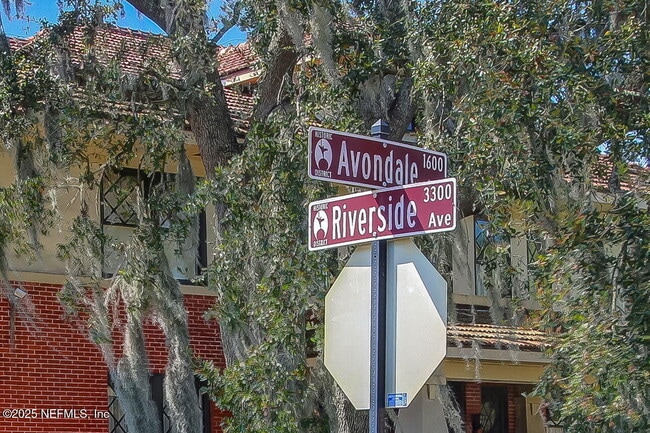 HISTORIC
DISTRICT
Avondale 1600
HISTORIC
DISTRICT
Riverside 3300
Ave
©2025 NEFMLS, Inc